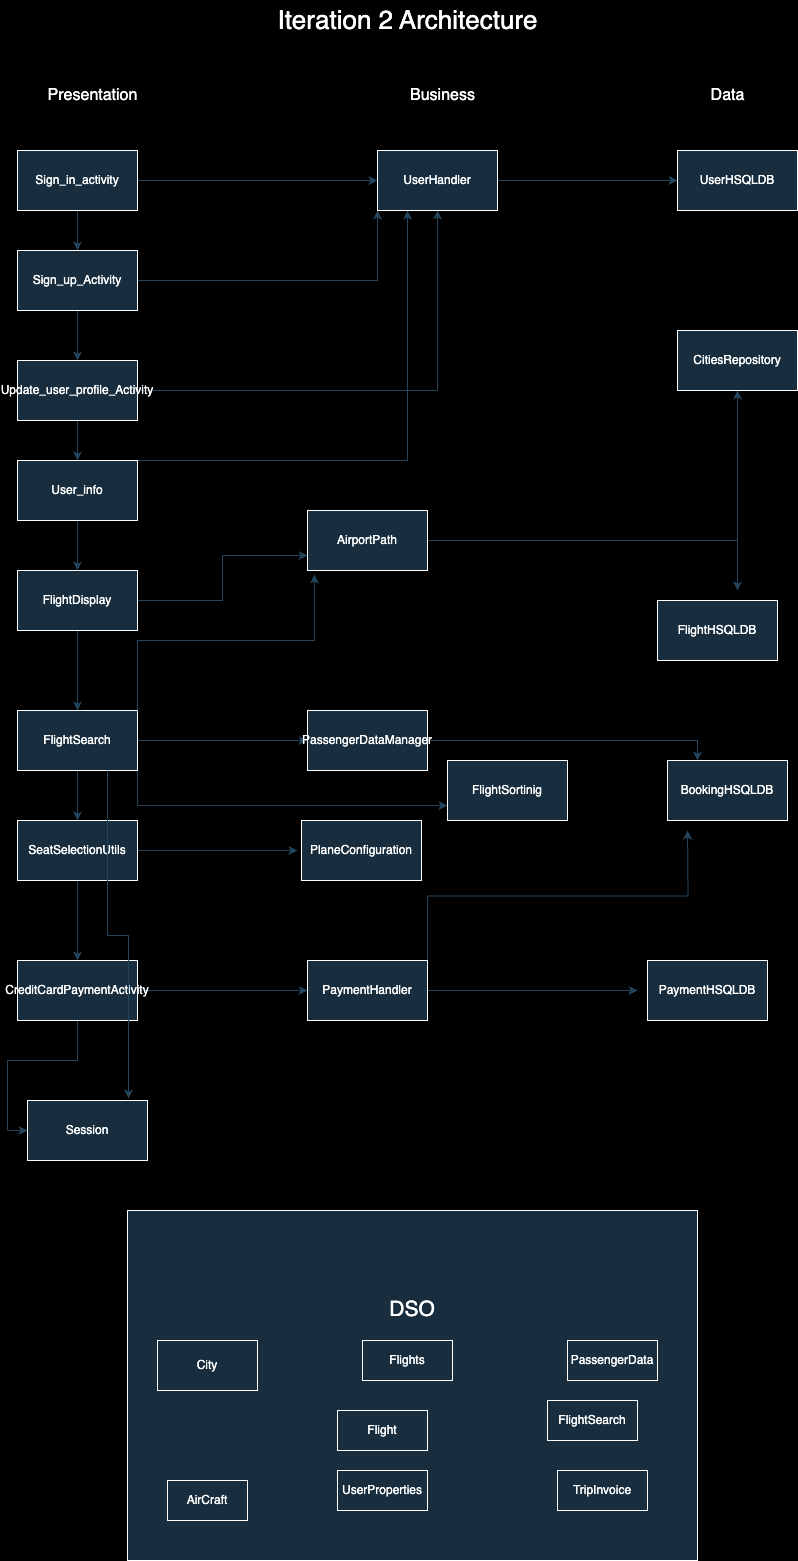 Iteration 2 Architecture
Presentation
Business
Data
Sign_in_activity
UserHandler
UserHSQLDB
Sign_up_Activity
CitiesRepository
Update_user_profile_Activity
User_info
AirportPath
FlightDisplay
FlightHSQLDB
FlightSearch
PassengerDataManager
FlightSortinig
BookingHSQLDB
SeatSelectionUtils
PlaneConfiguration
CreditCardPaymentActivity
PaymentHandler
PaymentHSQLDB
Session
DSO
City
Flights
PassengerData
Flight
FlightSearch
AirCraft
UserProperties
TripInvoice